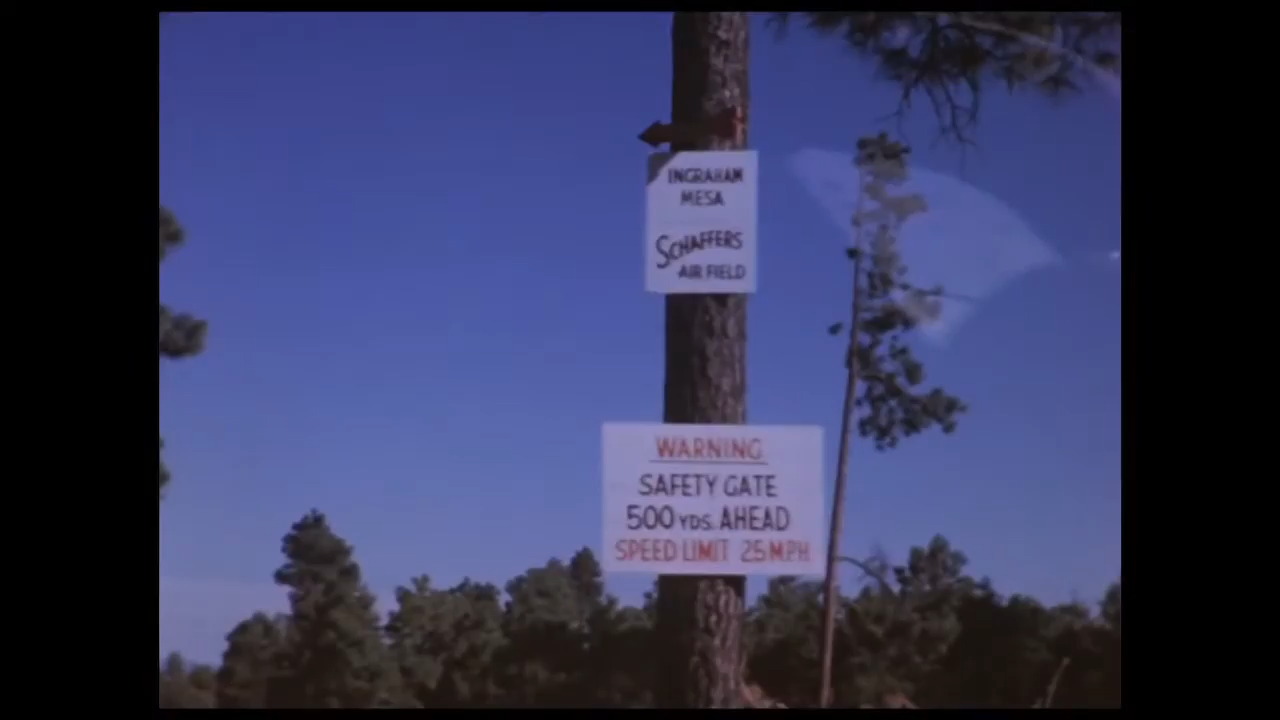 INGRAHAM
MESA
SCHAFFERS
AIR FIELD
WARNING
SAFETY GATE
500 YDS. AHEAD
SPEED LIMIT 25 M.P.H.